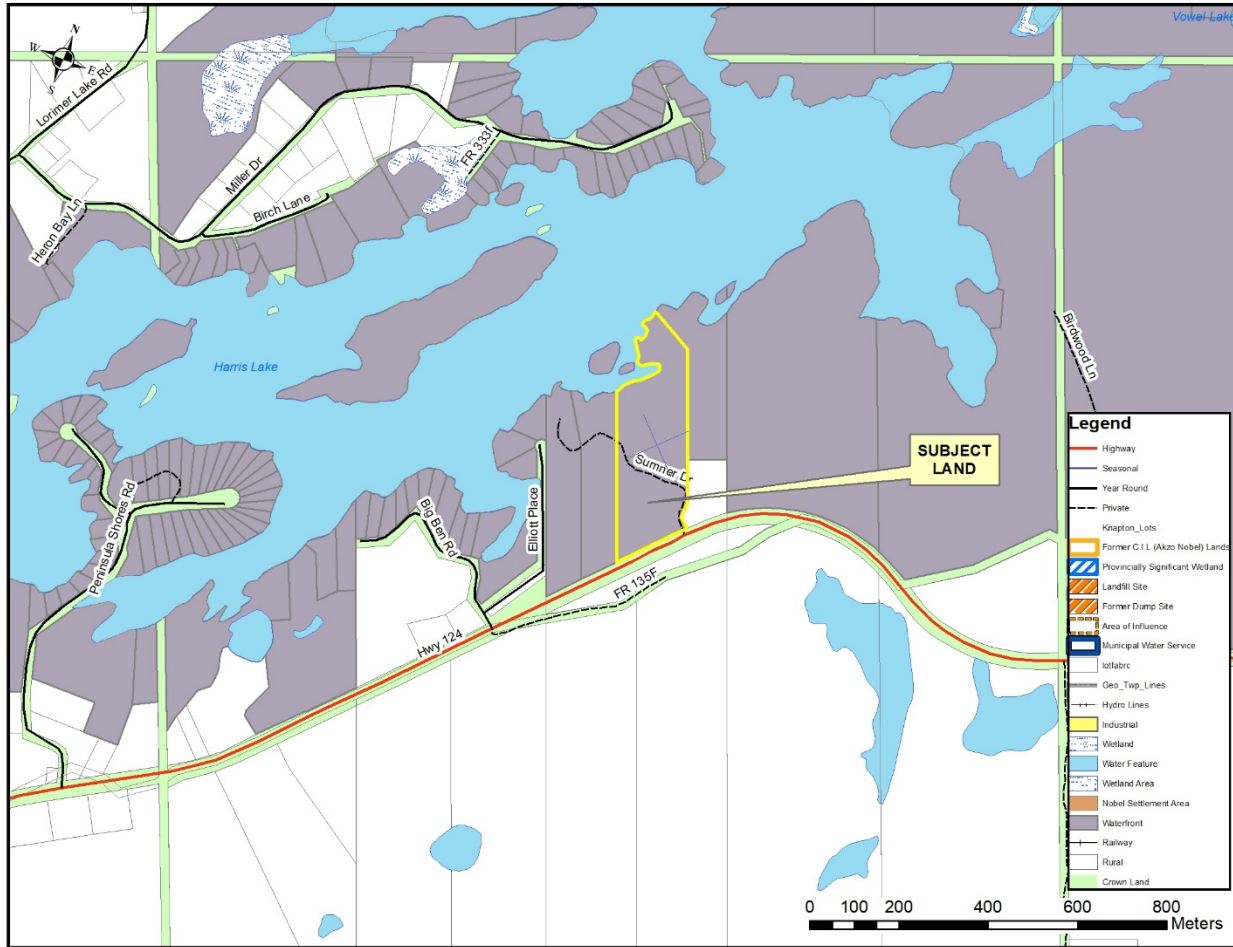 Vowel Lake
N
W
E
S
Lorimer Lake Rd
Miller Dr
FR 333f
Birch Lane
Heron Bay Ln
Birdwood Ln
Harris Lake
Legend
Highway
Seasonal
Year Round
Private
Knapton_Lots
Former C.I.L (Akzo Nobel) Lands
Provincially Significant Wetland
Landfill Site
Former Dump Site
Area of Influence
Municipal Water Service
lotfabrc
Geo_Twp_Lines
Hydro Lines
Industrial
Wetland
Water Feature
Wetland Area
Nobel Settlement Area
Waterfront
Railway
Rural
Crown Land
SUBJECT
LAND
Sumner Dr
Peninsula Shores Rd
Big Ben Rd
Elliott Place
FR 135F
Hwy 124
0 100 200 400 600 800
Meters